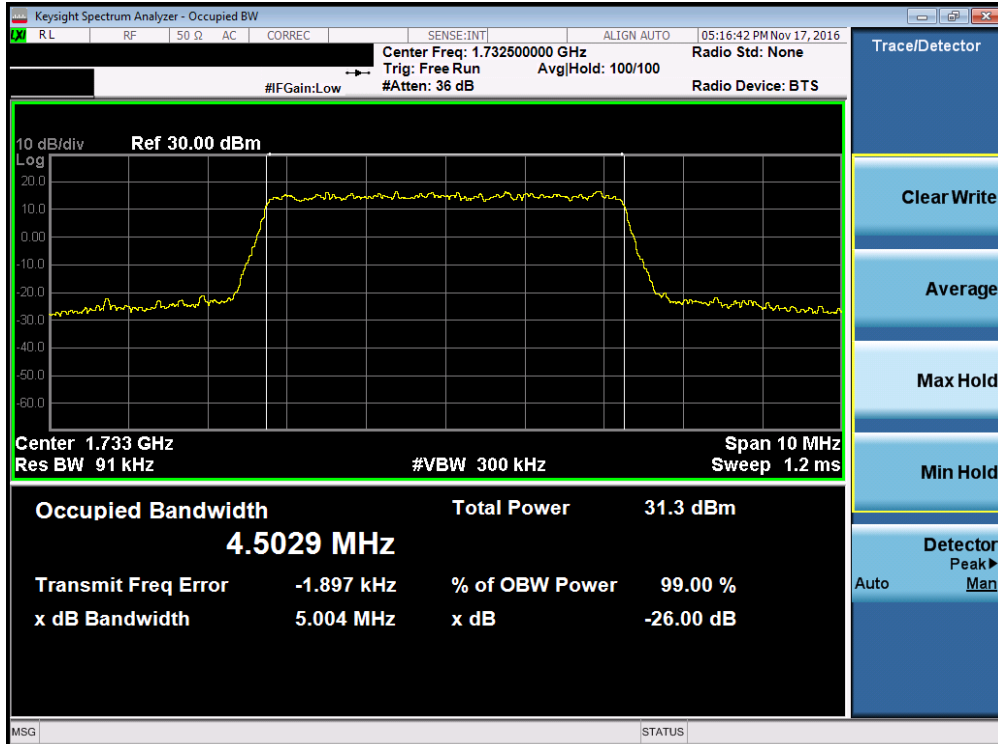 Keysight Spectrum Analyzer - Occupied BW
LXI RL RF 50 Ω AC CORREC SENSE:INT ALIGN AUTO 05:16:42 PM Nov 17, 2016
Center Freq: 1.732500000 GHz Radio Std: None
Trig: Free Run Avg|Hold: 100/100
#IFGain:Low #Atten: 36 dB Radio Device: BTS
10 dB/div Ref 30.00 dBm
Log
20.0
10.0
0.00
-10.0
-20.0
-30.0
-40.0
-50.0
-60.0
Center 1.733 GHz Span 10 MHz
Res BW 91 kHz #VBW 300 kHz Sweep 1.2 ms
Occupied Bandwidth Total Power 31.3 dBm
4.5029 MHz
Transmit Freq Error -1.897 kHz % of OBW Power 99.00 %
x dB Bandwidth 5.004 MHz x dB -26.00 dB
MSG STATUS
Trace/Detector
Clear Write
Average
Max Hold
Min Hold
Detector
Peak▶
Auto Man